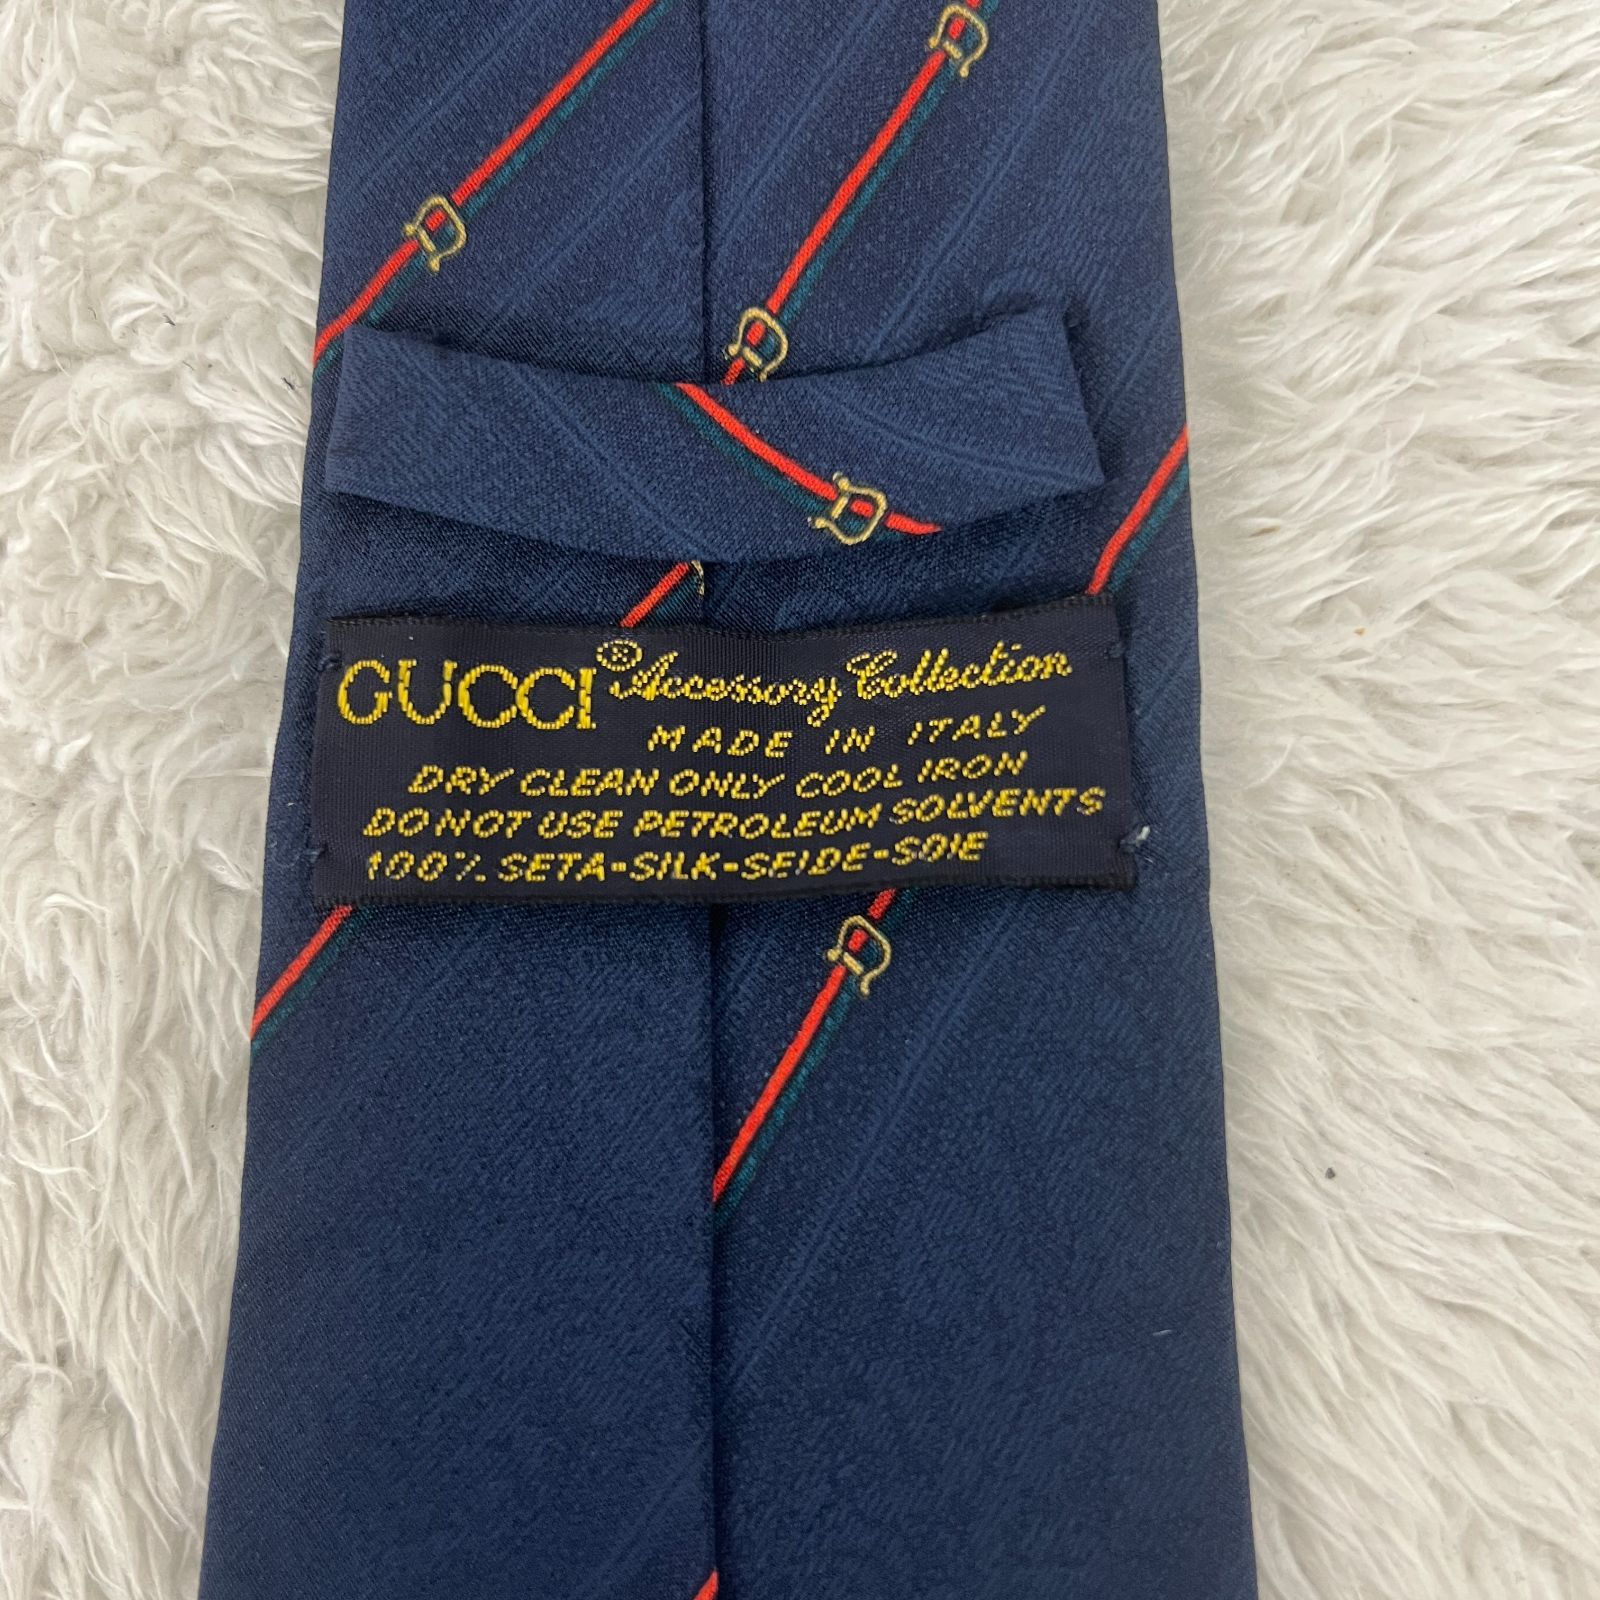 GUCCI® Accessory Collection
MADE IN ITALY
DRY CLEAN ONLY COOL IRON
DO NOT USE PETROLEUM SOLVENTS
100% SETA-SILK-SEIDE-SOIE